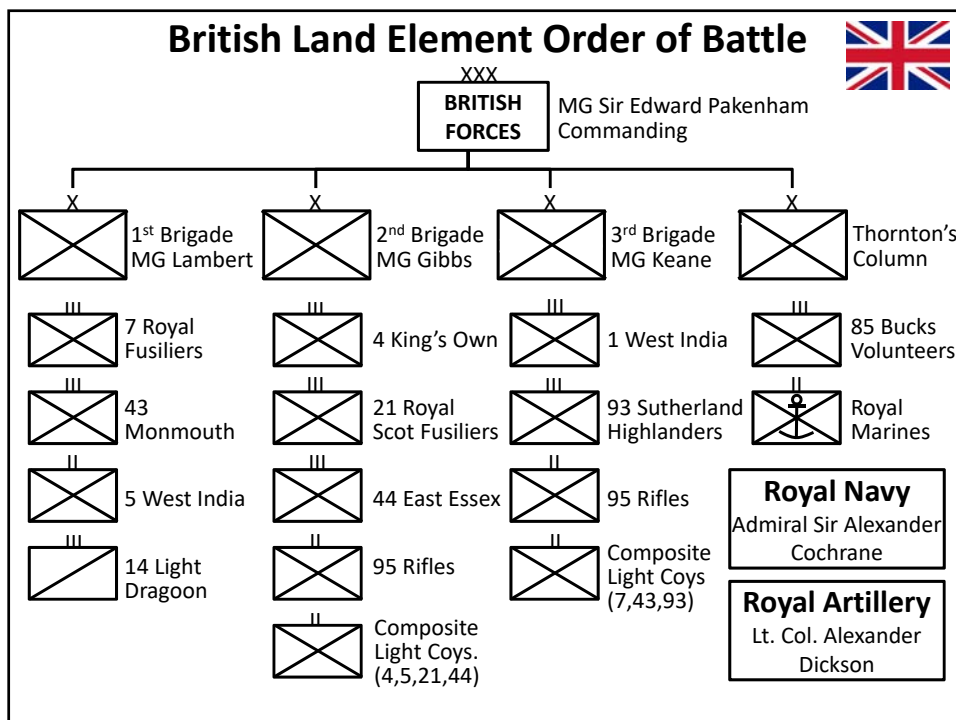 British Land Element Order of Battle
XXX
BRITISH
FORCES
MG Sir Edward Pakenham
Commanding
X
1st Brigade
MG Lambert
X
2nd Brigade
MG Gibbs
X
3rd Brigade
MG Keane
X
Thornton's
Column
III
7 Royal
Fusiliers
III
43
Monmouth
II
5 West India
III
14 Light
Dragoon
III
4 King's Own
III
21 Royal
Scot Fusiliers
III
44 East Essex
II
95 Rifles
II
Composite
Light Coys.
(4,5,21,44)
III
1 West India
III
93 Sutherland
Highlanders
II
95 Rifles
II
Composite
Light Coys
(7,43,93)
III
85 Bucks
Volunteers
II
Royal
Marines
Royal Navy
Admiral Sir Alexander
Cochrane
Royal Artillery
Lt. Col. Alexander
Dickson